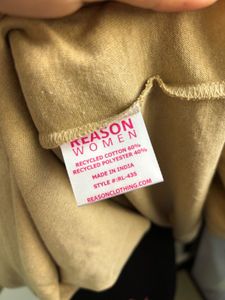 REASON
WOMEN
RECYCLED COTTON 60%
RECYCLED POLYESTER 40%
MADE IN INDIA
STYLE #:RL-435
REASONCLOTHING.COM